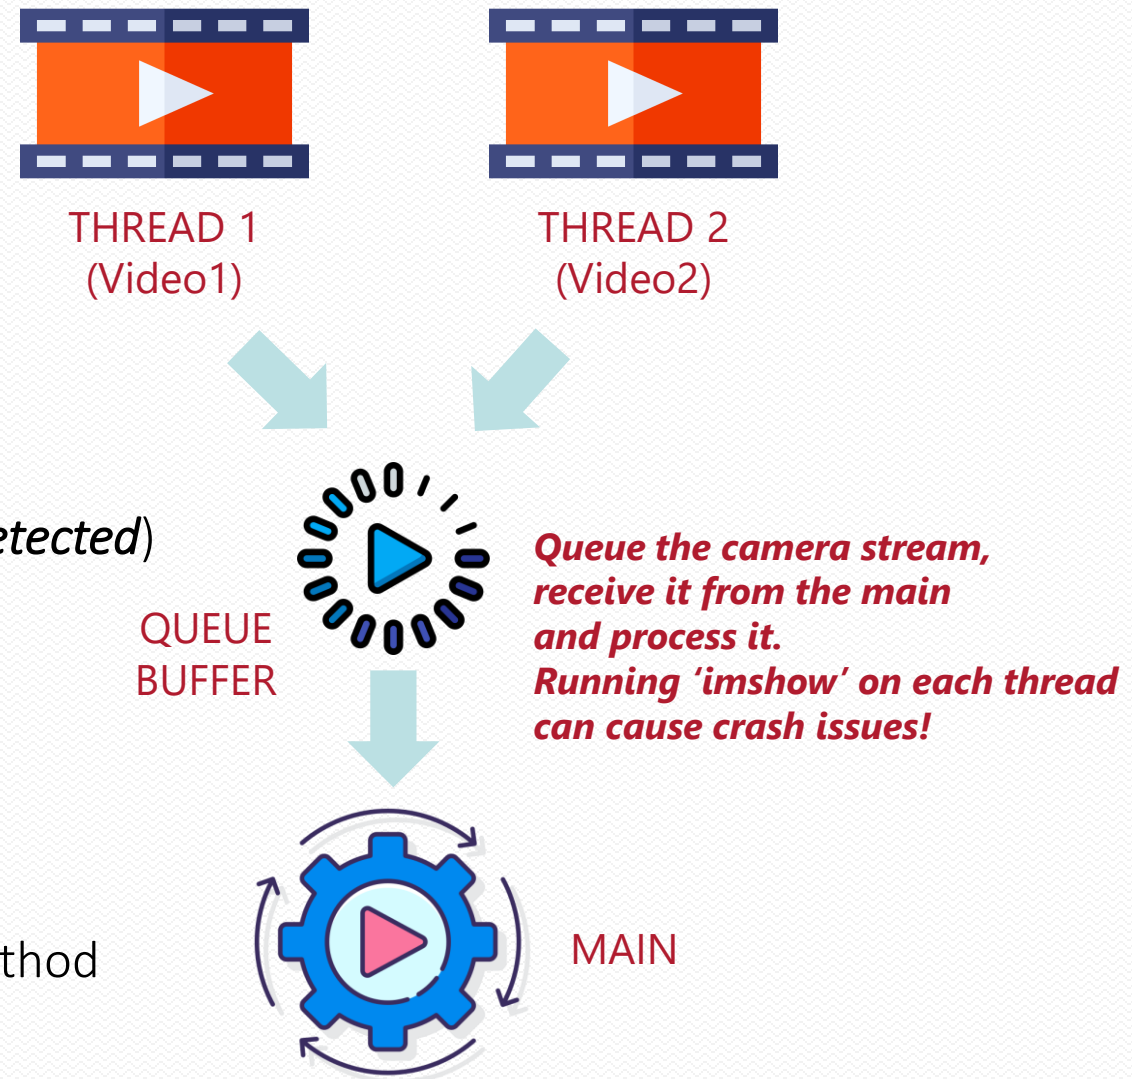 THREAD 1
(Video1)
THREAD 2
(Video2)
etected)
QUEUE
BUFFER
Queue the camera stream,
receive it from the main
and process it.
Running ‘imshow’ on each thread
can cause crash issues!
thod
MAIN